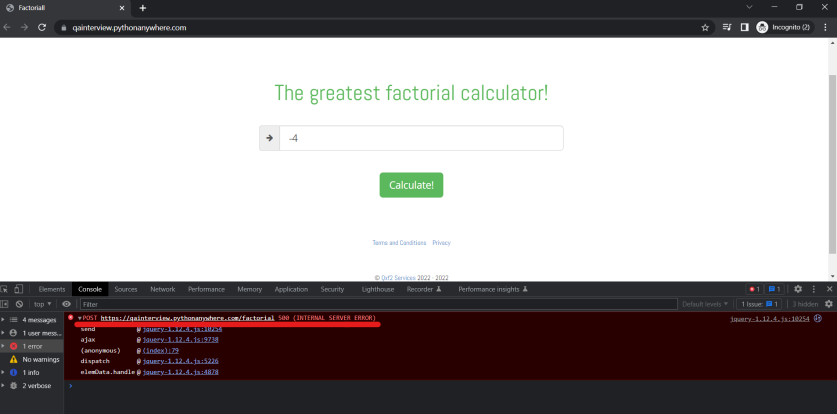 Factoriall
qainterview.pythonanywhere.com
Incognito (2)
The greatest factorial calculator!
-4
Calculate!
Terms and Conditions Privacy
© Qxf2 Services 2022 - 2022
Elements Console Sources Network Performance Memory Application Security Lighthouse Recorder Performance insights 1 1
top Filter Default levels 1 Issue: 1 3 hidden
4 messages
1 user mess...
1 error
No warnings
1 info
2 verbose
POST https://qainterview.pythonanywhere.com/factorial 500 (INTERNAL SERVER ERROR) jquery-1.12.4.js:10254
send @ jquery-1.12.4.js:10254
ajax @ jquery-1.12.4.js:9738
(anonymous) @ (index):79
dispatch @ jquery-1.12.4.js:5226
elemData.handle @ jquery-1.12.4.js:4878